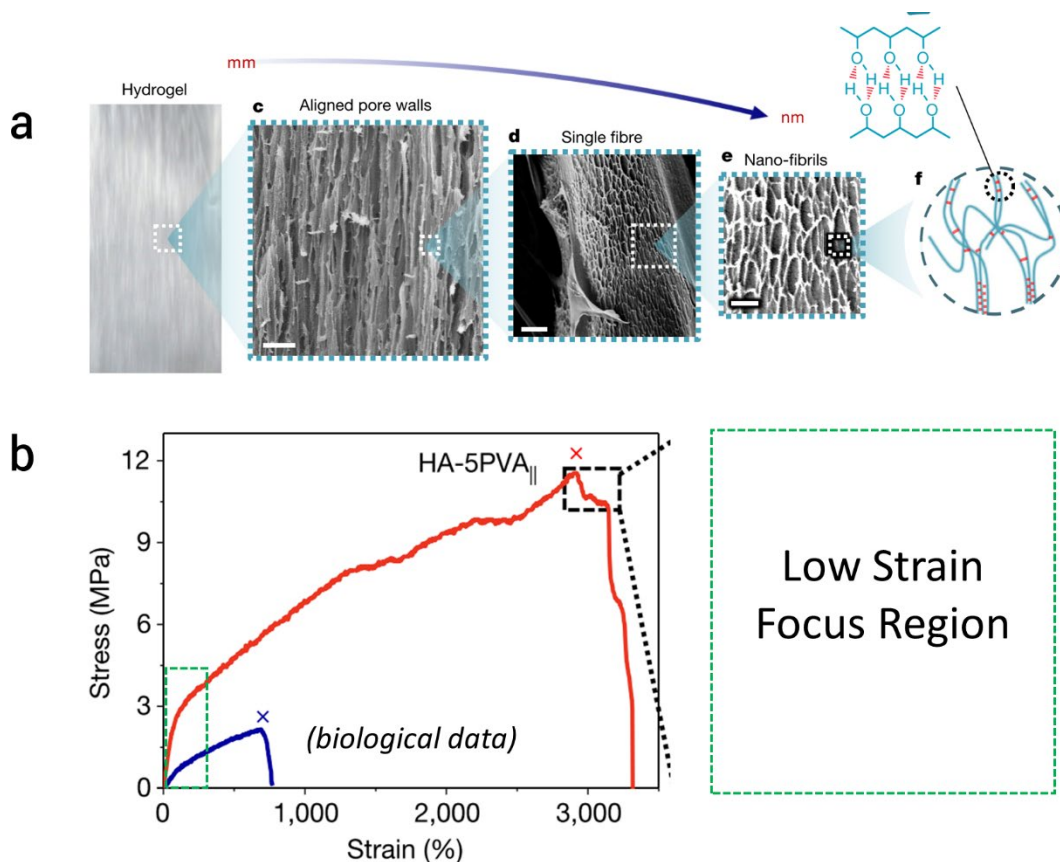 mm
nm
Hydrogel
a
c Aligned pore walls
d Single fibre
e Nano-fibrils
f
O O O
H H H
H H H
O O O
b
12
9
6
3
0
Stress (MPa)
HA-5PVA||
×
×
(biological data)
0 1,000 2,000 3,000
Strain (%)
Low Strain
Focus Region